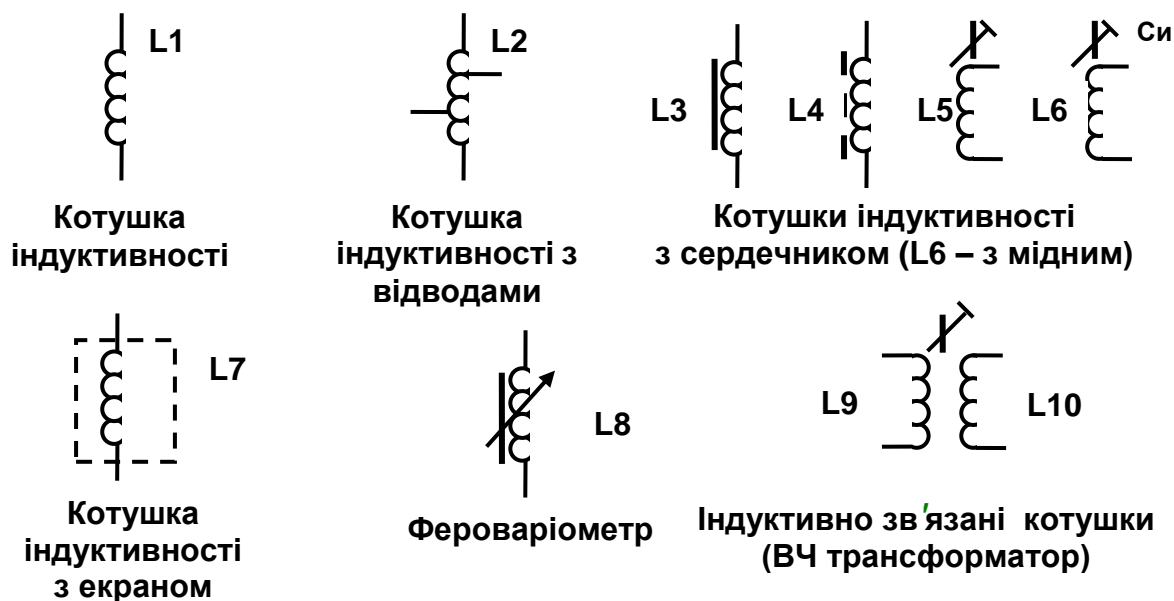 L1
L2
L3
L4
L5
L6
Си
Котушка
індуктивності
Котушка
індуктивності з
відводами
Котушки індуктивності
з сердечником (L6 – з мідним)
L7
L8
L9
L10
Котушка
індуктивності
з екраном
Фероваріометр
Індуктивно зв'язані котушки
(ВЧ трансформатор)